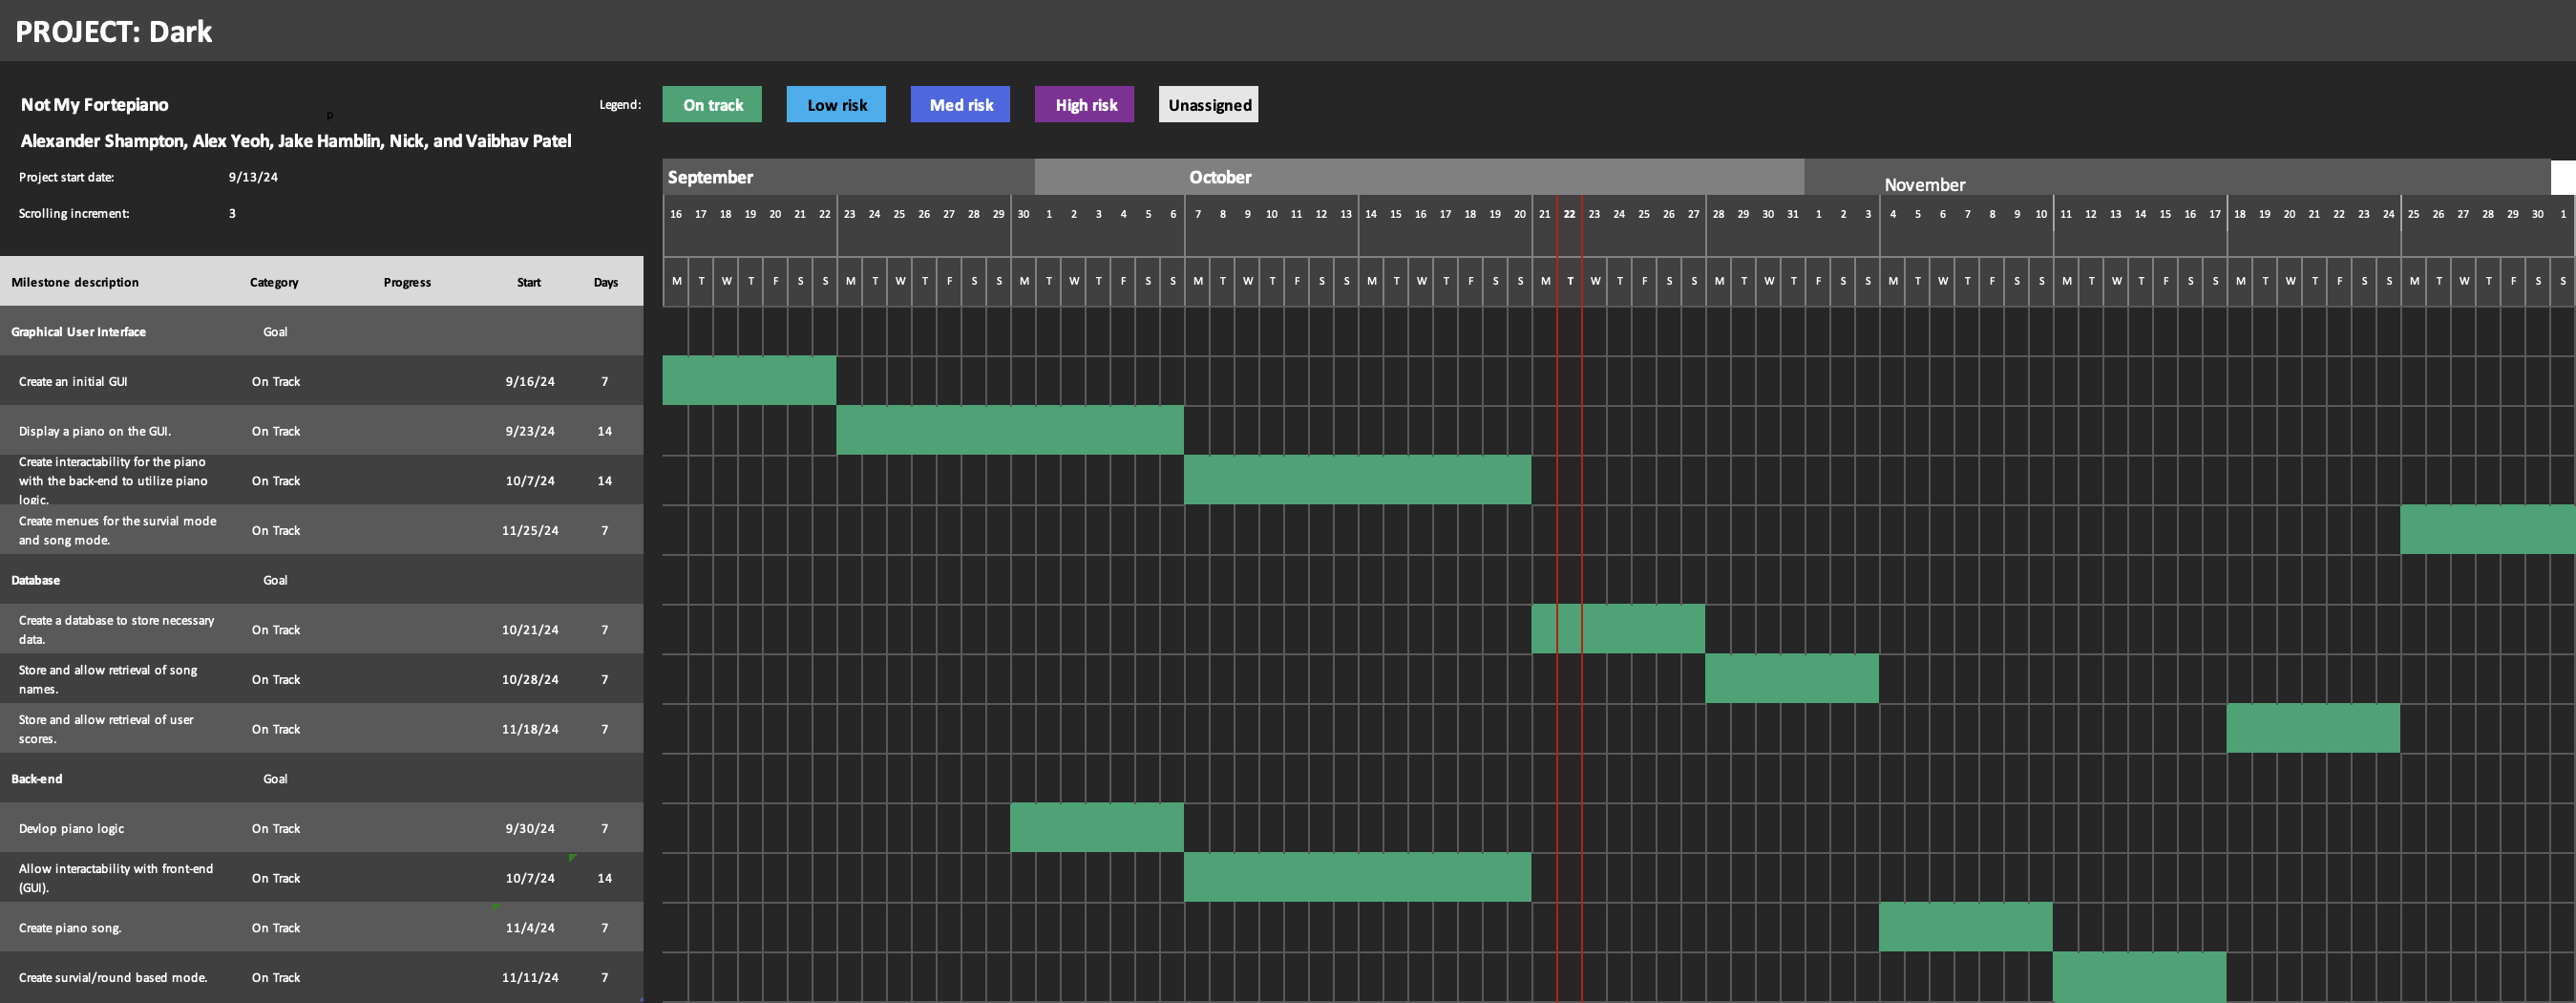 PROJECT: Dark
Not My Fortepiano
p
Alexander Shampton, Alex Yeoh, Jake Hamblin, Nick, and Vaibhav Patel
Project start date: 9/13/24
Scrolling increment: 3
Legend: On track Low risk Med risk High risk Unassigned
September October November
16 17 18 19 20 21 22 23 24 25 26 27 28 29 30 1 2 3 4 5 6 7 8 9 10 11 12 13 14 15 16 17 18 19 20 21 22 23 24 25 26 27 28 29 30 31 1 2 3 4 5 6 7 8 9 10 11 12 13 14 15 16 17 18 19 20 21 22 23 24 25 26 27 28 29 30 1
Milestone description Category Progress Start Days M T W T F S S M T W T F S S M T W T F S S M T W T F S S M T W T F S S M T W T F S S M T W T F S S M T W T F S S M T W T F S S M T W T F S S M T W T F S S
Graphical User Interface Goal
Create an initial GUI On Track 9/16/24 7
Display a piano on the GUI. On Track 9/23/24 14
Create interactability for the piano
with the back-end to utilize piano On Track 10/7/24 14
logic.
Create menues for the survial mode
and song mode. On Track 11/25/24 7
Database Goal
Create a database to store necessary
data. On Track 10/21/24 7
Store and allow retrieval of song
names. On Track 10/28/24 7
Store and allow retrieval of user
scores. On Track 11/18/24 7
Back-end Goal
Devlop piano logic On Track 9/30/24 7
Allow interactability with front-end
(GUI). On Track 10/7/24 14
Create piano song. On Track 11/4/24 7
Create survial/round based mode. On Track 11/11/24 7